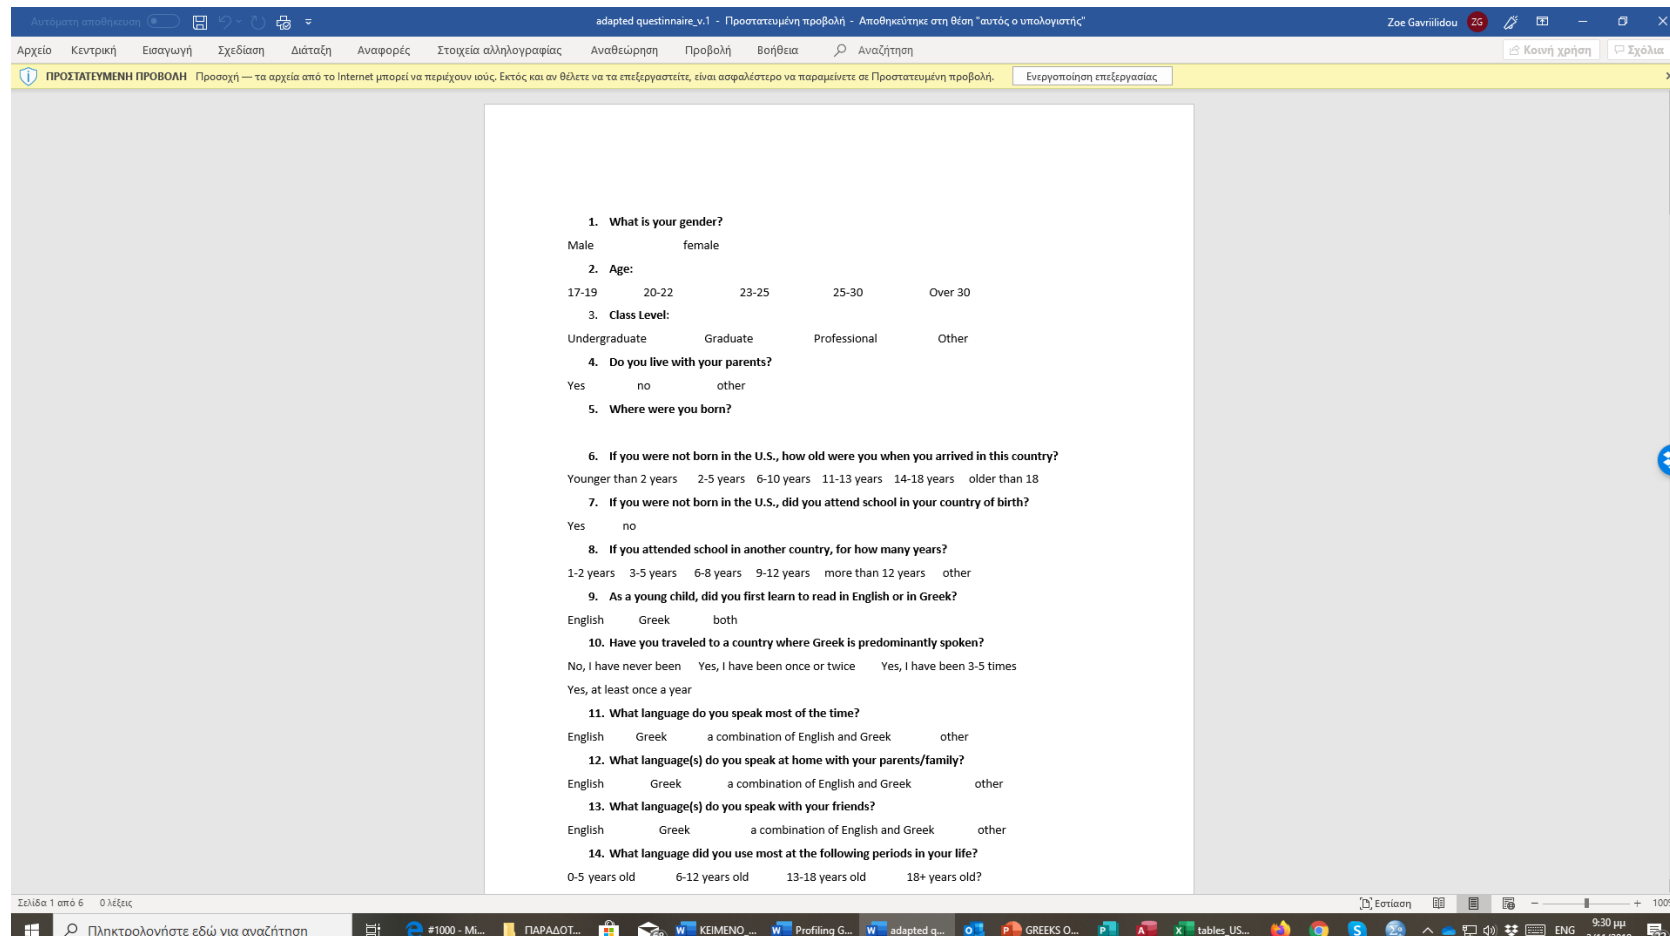 Αυτόματη αποθήκευση
adapted questinnaire_v.1 - Προστατευμένη προβολή - Αποθηκεύτηκε στη θέση "αυτός ο υπολογιστής"
Zoe Gavriilidou ZG
Αρχείο Κεντρική Εισαγωγή Σχεδίαση Διάταξη Αναφορές Στοιχεία αλληλογραφίας Αναθεώρηση Προβολή Βοήθεια Αναζήτηση Κοινή χρήση Σχόλια
ΠΡΟΣΤΑΤΕΥΜΕΝΗ ΠΡΟΒΟΛΗ Προσοχή — τα αρχεία από το Internet μπορεί να περιέχουν ιούς. Εκτός και αν θέλετε να τα επεξεργαστείτε, είναι ασφαλέστερο να παραμείνετε σε Προστατευμένη προβολή. Ενεργοποίηση επεξεργασίας
1. What is your gender?
Male female
2. Age:
17-19 20-22 23-25 25-30 Over 30
3. Class Level:
Undergraduate Graduate Professional Other
4. Do you live with your parents?
Yes no other
5. Where were you born?
6. If you were not born in the U.S., how old were you when you arrived in this country?
Younger than 2 years 2-5 years 6-10 years 11-13 years 14-18 years older than 18
7. If you were not born in the U.S., did you attend school in your country of birth?
Yes no
8. If you attended school in another country, for how many years?
1-2 years 3-5 years 6-8 years 9-12 years more than 12 years other
9. As a young child, did you first learn to read in English or in Greek?
English Greek both
10. Have you traveled to a country where Greek is predominantly spoken?
No, I have never been Yes, I have been once or twice Yes, I have been 3-5 times
Yes, at least once a year
11. What language do you speak most of the time?
English Greek a combination of English and Greek other
12. What language(s) do you speak at home with your parents/family?
English Greek a combination of English and Greek other
13. What language(s) do you speak with your friends?
English Greek a combination of English and Greek other
14. What language did you use most at the following periods in your life?
0-5 years old 6-12 years old 13-18 years old 18+ years old?
Σελίδα 1 από 6 0 λέξεις Εστίαση 100%
Πληκτρολογήστε εδώ για αναζήτηση #1000 - Mi... ΠΑΡΑΔΟΤ... KEIMENO_... Profiling G... adapted q... GREEKS O... tables_US... ENG 9:30 μμ